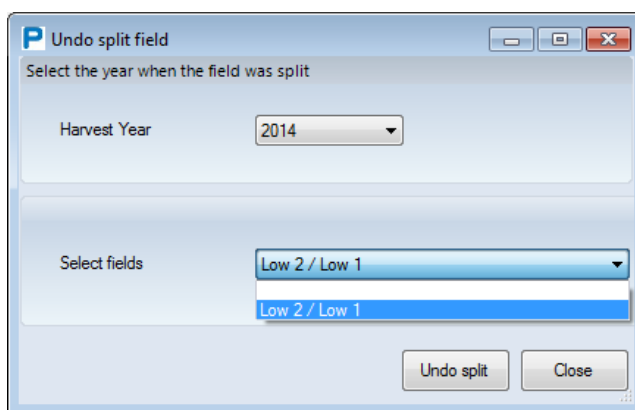 P Undo split field
Select the year when the field was split
Harvest Year 2014
Select fields Low 2 / Low 1
Low 2 / Low 1
Undo split Close